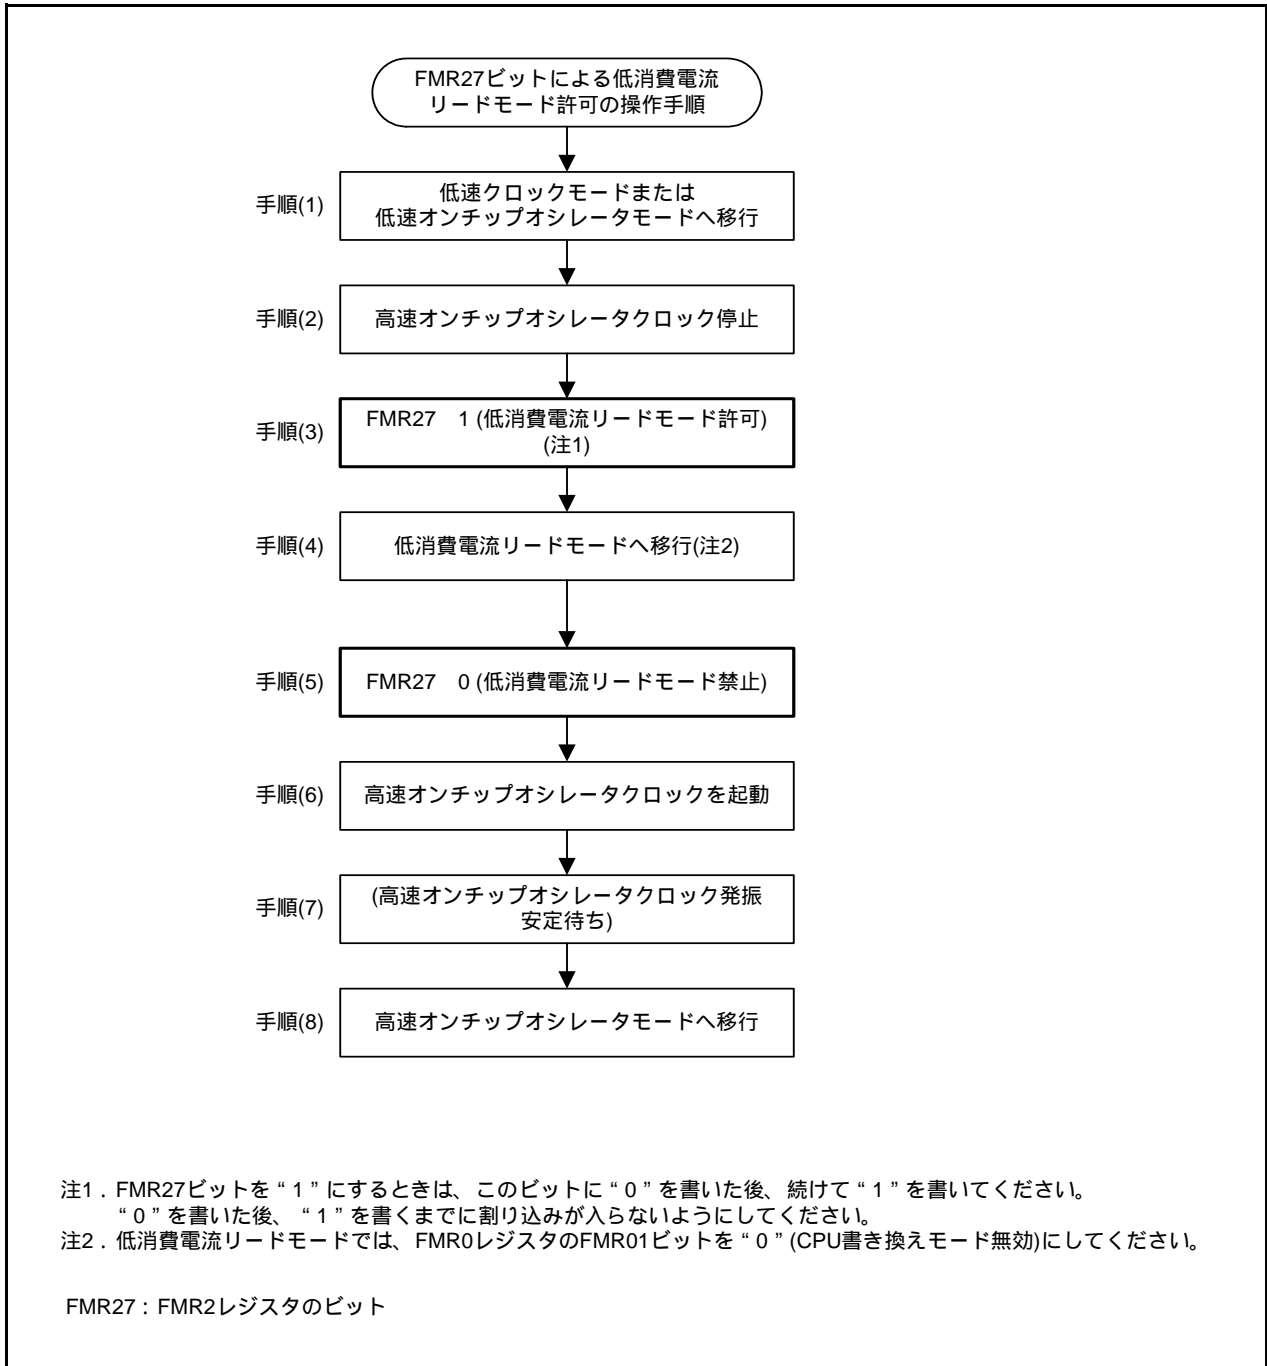 FMR27ビットによる低消費電流
リードモード許可の操作手順
手順(1)
低速クロックモードまたは
低速オンチップオシレータモードへ移行
手順(2)
高速オンチップオシレータクロック停止
手順(3)
FMR27　1 (低消費電流リードモード許可)
(注1)
手順(4)
低消費電流リードモードへ移行(注2)
手順(5)
FMR27　0 (低消費電流リードモード禁止)
手順(6)
高速オンチップオシレータクロックを起動
手順(7)
(高速オンチップオシレータクロック発振
安定待ち)
手順(8)
高速オンチップオシレータモードへ移行
注1．FMR27ビットを“1”にするときは、このビットに“0”を書いた後、続けて“1”を書いてください。
“0”を書いた後、“1”を書くまでに割り込みが入らないようにしてください。
注2．低消費電流リードモードでは、FMR0レジスタのFMR01ビットを“0”(CPU書き換えモード無効)にしてください。
FMR27：FMR2レジスタのビット